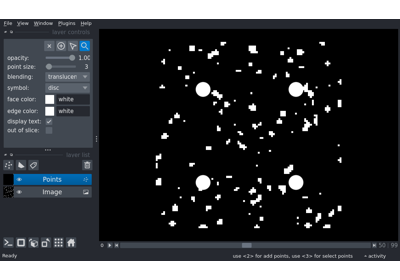 File View Window Plugins Help
layer controls
opacity: 1.00
point size: 3
blending: translucen
symbol: disc
face color: white
edge color: white
display text:
out of slice:
layer list
Points
Image
0 50 99
Ready use <2> for add points, use <3> for select points activity